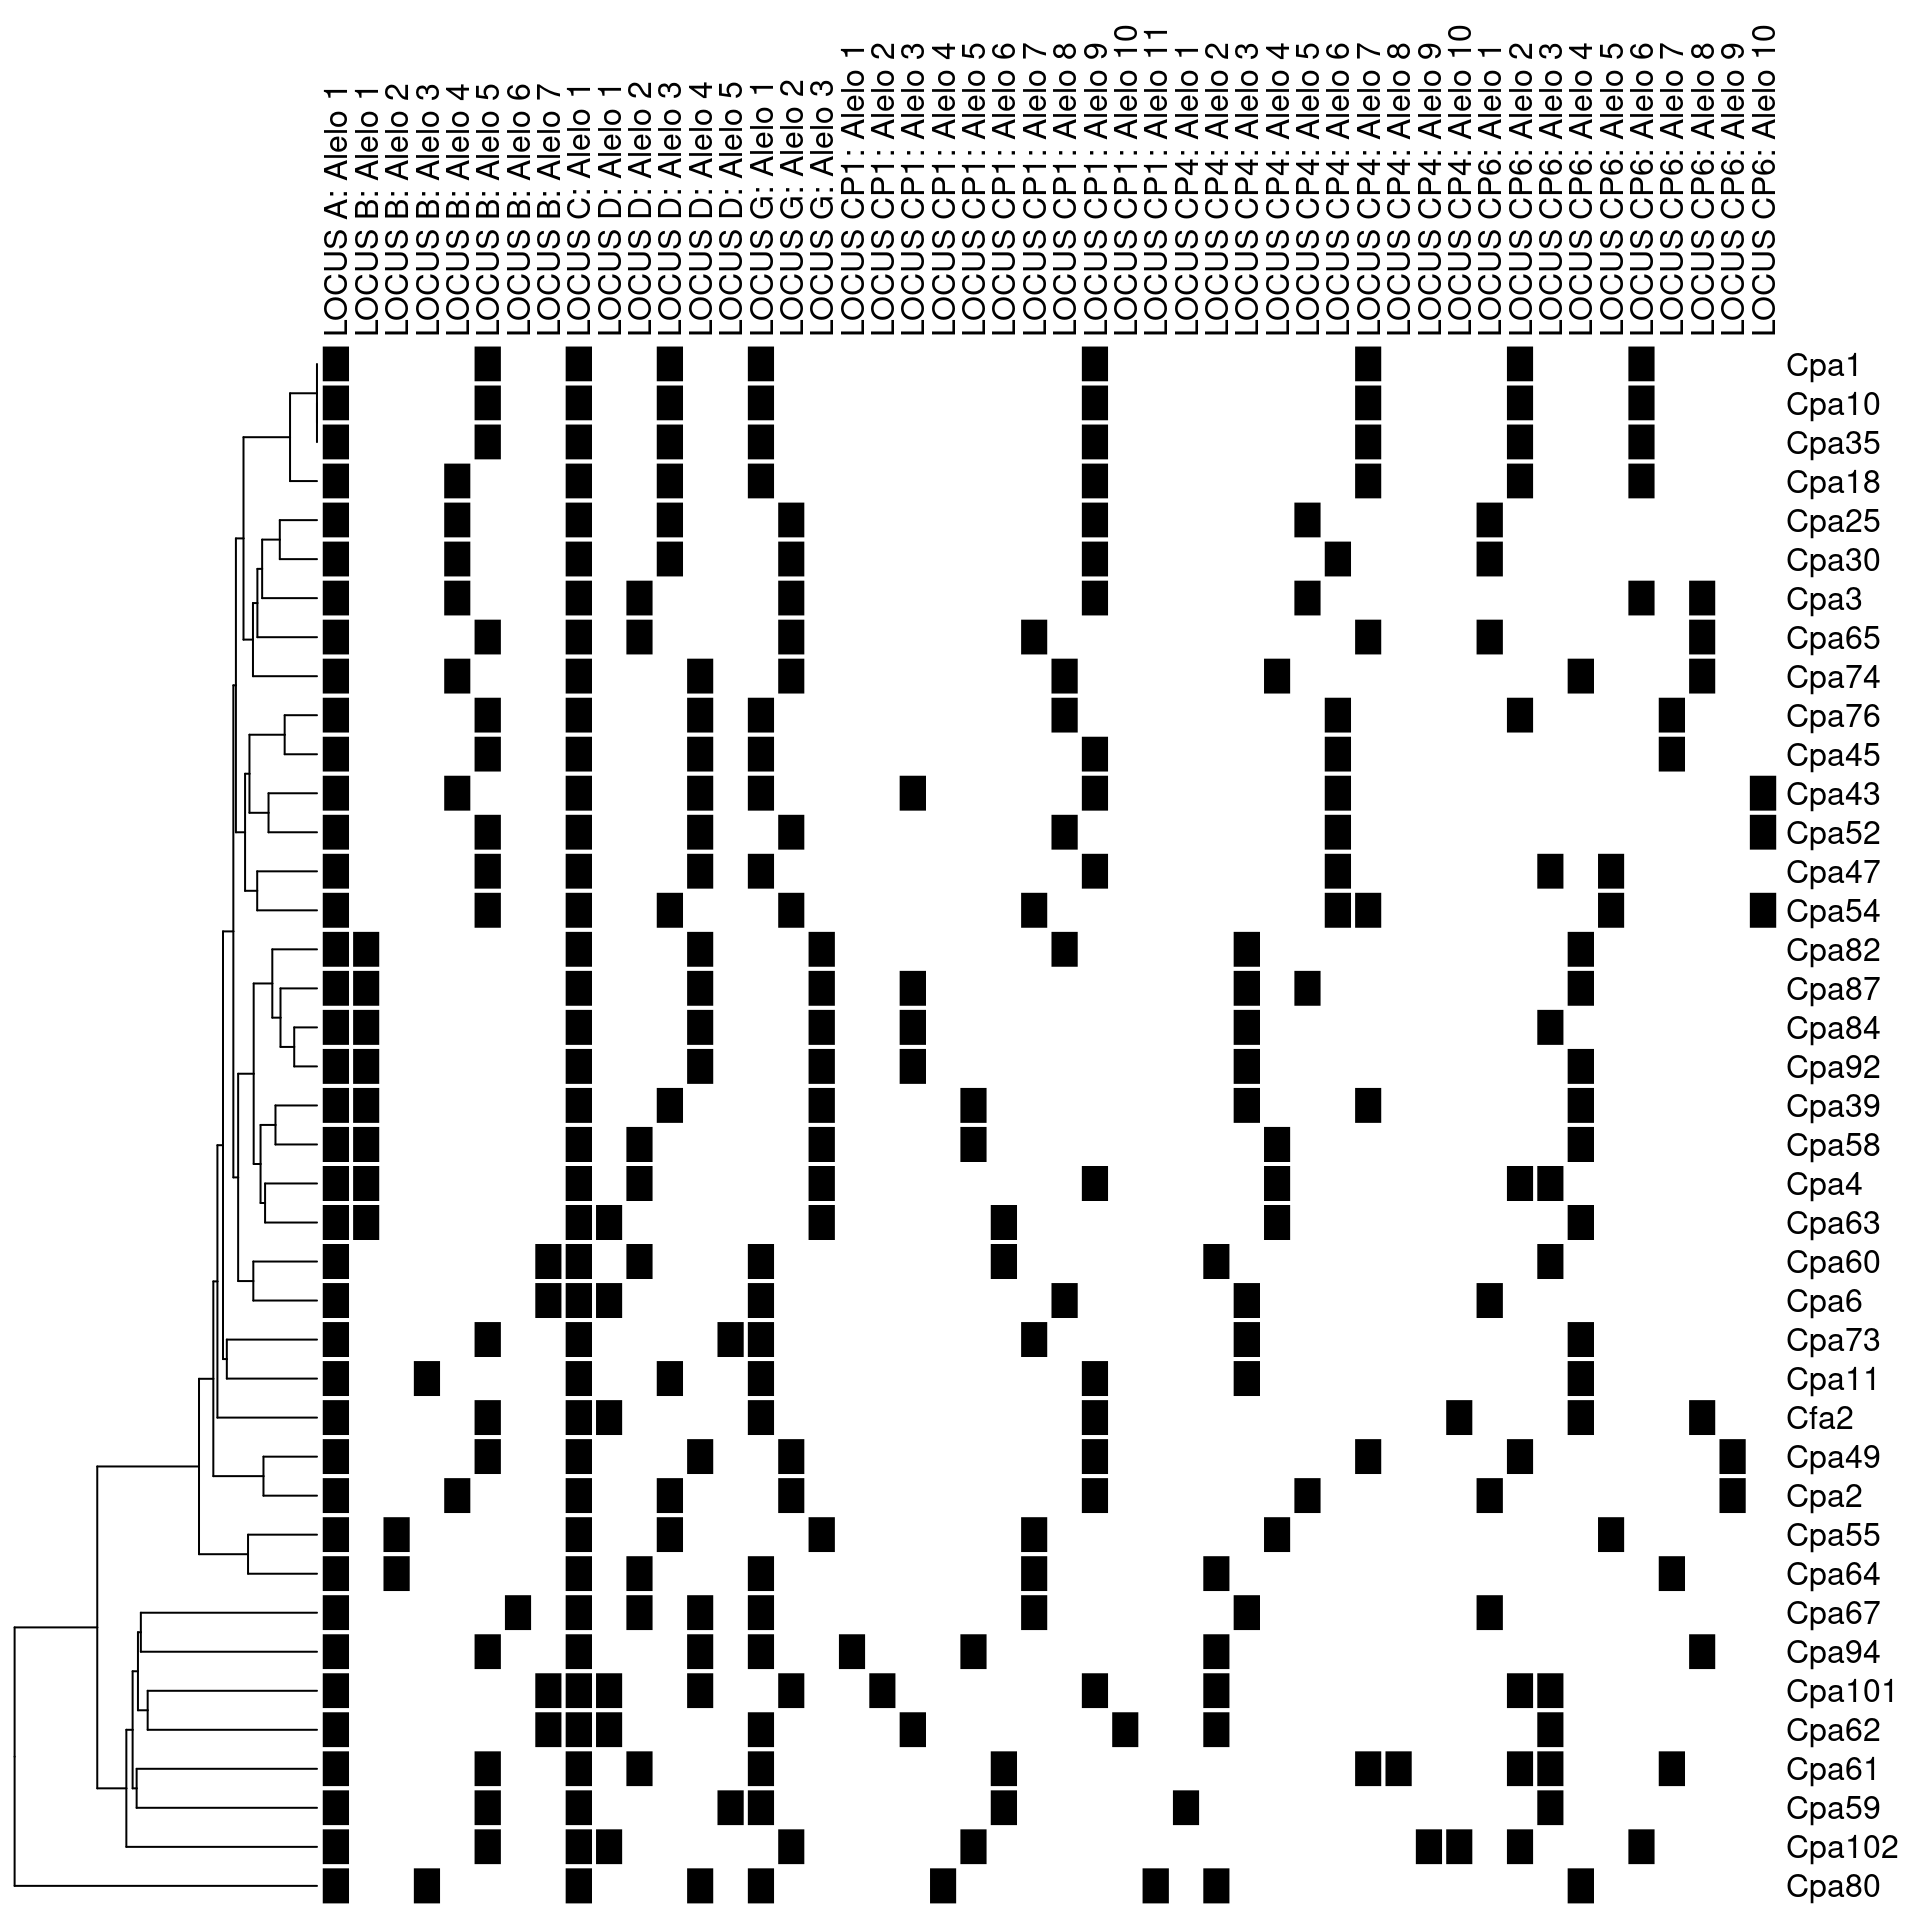 LOCUS A: Alelo 1
LOCUS B: Alelo 1
LOCUS B: Alelo 2
LOCUS B: Alelo 3
LOCUS B: Alelo 4
LOCUS B: Alelo 5
LOCUS B: Alelo 6
LOCUS B: Alelo 7
LOCUS C: Alelo 1
LOCUS D: Alelo 1
LOCUS D: Alelo 2
LOCUS D: Alelo 3
LOCUS D: Alelo 4
LOCUS D: Alelo 5
LOCUS G: Alelo 1
LOCUS G: Alelo 2
LOCUS G: Alelo 3
LOCUS CP1: Alelo 1
LOCUS CP1: Alelo 2
LOCUS CP1: Alelo 3
LOCUS CP1: Alelo 4
LOCUS CP1: Alelo 5
LOCUS CP1: Alelo 6
LOCUS CP1: Alelo 7
LOCUS CP1: Alelo 8
LOCUS CP1: Alelo 9
LOCUS CP1: Alelo 10
LOCUS CP1: Alelo 11
LOCUS CP4: Alelo 1
LOCUS CP4: Alelo 2
LOCUS CP4: Alelo 3
LOCUS CP4: Alelo 4
LOCUS CP4: Alelo 5
LOCUS CP4: Alelo 6
LOCUS CP4: Alelo 7
LOCUS CP4: Alelo 8
LOCUS CP4: Alelo 9
LOCUS CP4: Alelo 10
LOCUS CP6: Alelo 1
LOCUS CP6: Alelo 2
LOCUS CP6: Alelo 3
LOCUS CP6: Alelo 4
LOCUS CP6: Alelo 5
LOCUS CP6: Alelo 6
LOCUS CP6: Alelo 7
LOCUS CP6: Alelo 8
LOCUS CP6: Alelo 9
LOCUS CP6: Alelo 10
Cpa1
Cpa10
Cpa35
Cpa18
Cpa25
Cpa30
Cpa3
Cpa65
Cpa74
Cpa76
Cpa45
Cpa43
Cpa52
Cpa47
Cpa54
Cpa82
Cpa87
Cpa84
Cpa92
Cpa39
Cpa58
Cpa4
Cpa63
Cpa60
Cpa6
Cpa73
Cpa11
Cfa2
Cpa49
Cpa2
Cpa55
Cpa64
Cpa67
Cpa94
Cpa101
Cpa62
Cpa61
Cpa59
Cpa102
Cpa80